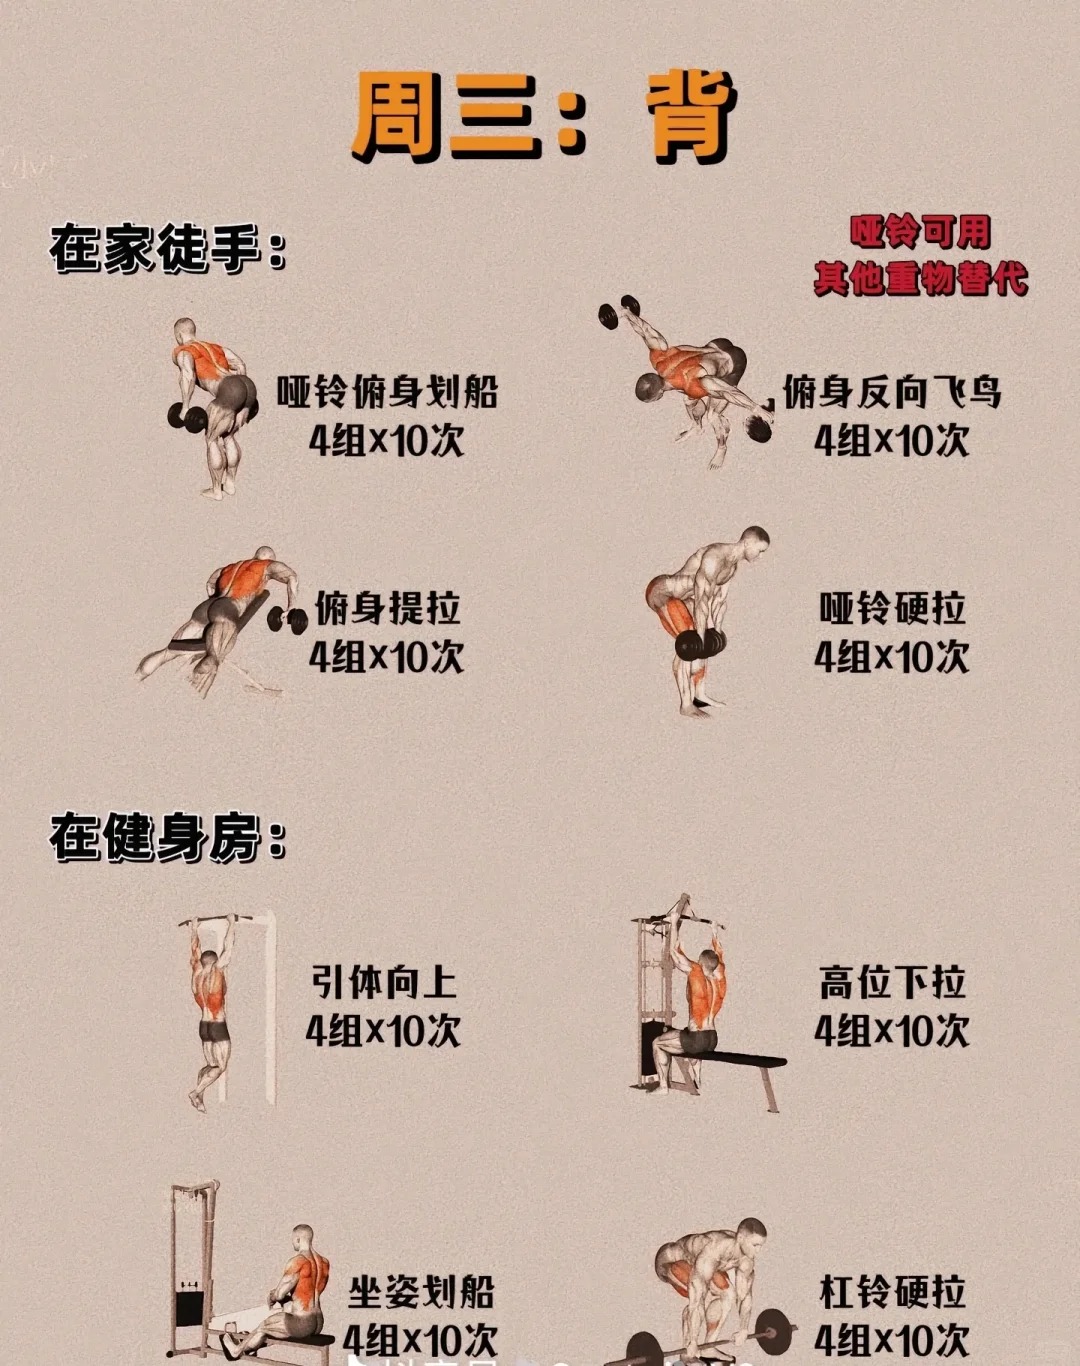 周三：背
在家徒手：
哑铃可用
其他重物替代
哑铃俯身划船
4组x10次
俯身反向飞鸟
4组x10次
俯身提拉
4组x10次
哑铃硬拉
4组x10次
在健身房：
引体向上
4组x10次
高位下拉
4组x10次
坐姿划船
4组x10次
杠铃硬拉
4组x10次